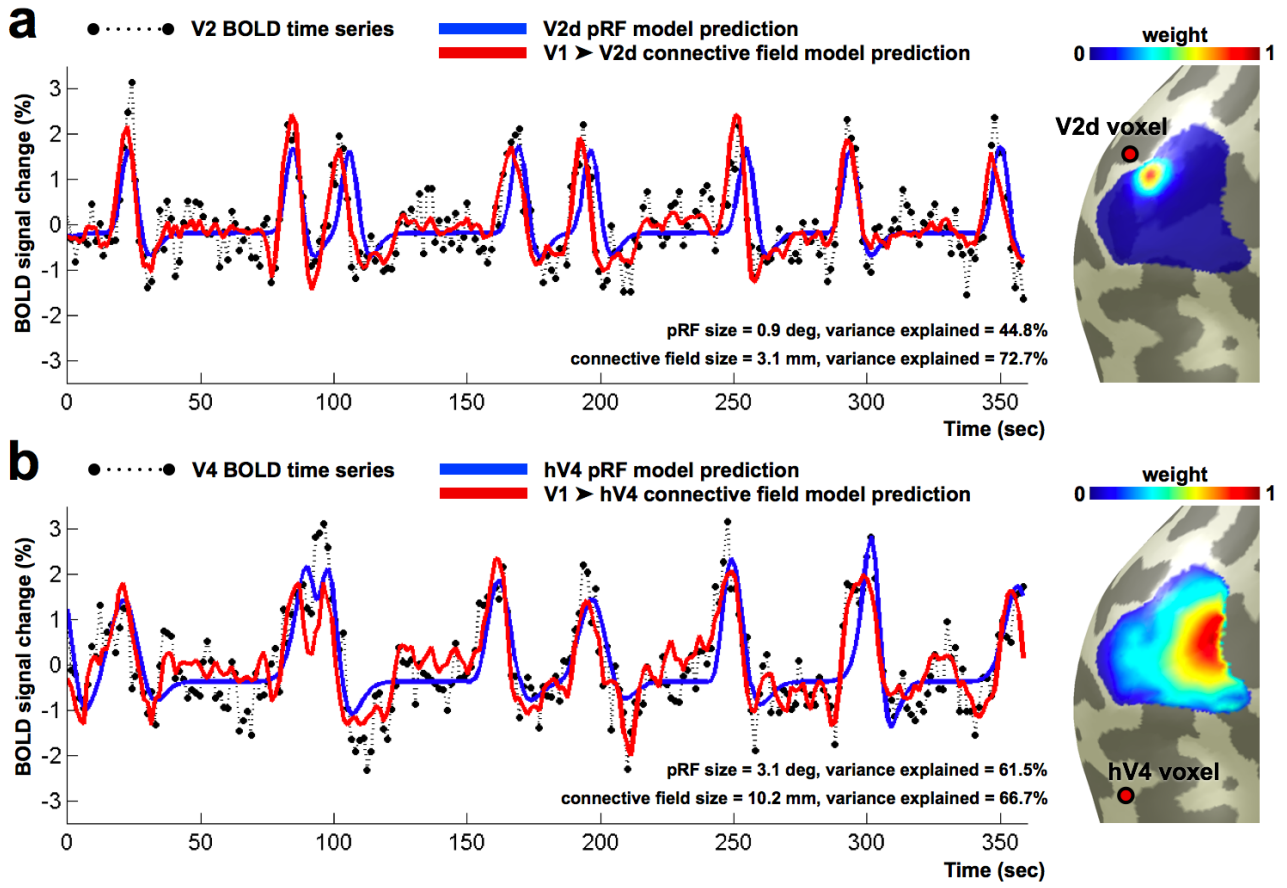 a
V2 BOLD time series
V2d pRF model prediction
V1 ➤ V2d connective field model prediction
weight
0 1
BOLD signal change (%)
3
2
1
0
-1
-2
-3
V2d voxel
pRF size = 0.9 deg, variance explained = 44.8%
connective field size = 3.1 mm, variance explained = 72.7%
0 50 100 150 200 250 300 350
Time (sec)
b
V4 BOLD time series
hV4 pRF model prediction
V1 ➤ hV4 connective field model prediction
weight
0 1
BOLD signal change (%)
3
2
1
0
-1
-2
-3
hV4 voxel
pRF size = 3.1 deg, variance explained = 61.5%
connective field size = 10.2 mm, variance explained = 66.7%
0 50 100 150 200 250 300 350
Time (sec)